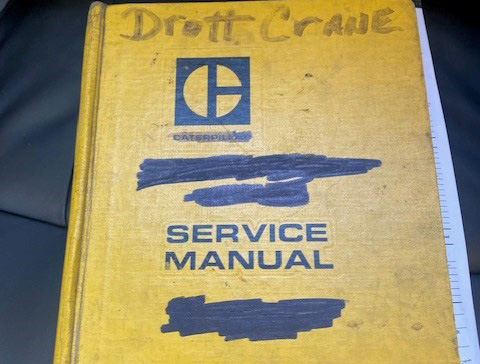 Drott CRANE
CATERPILLAR
SERVICE
MANUAL